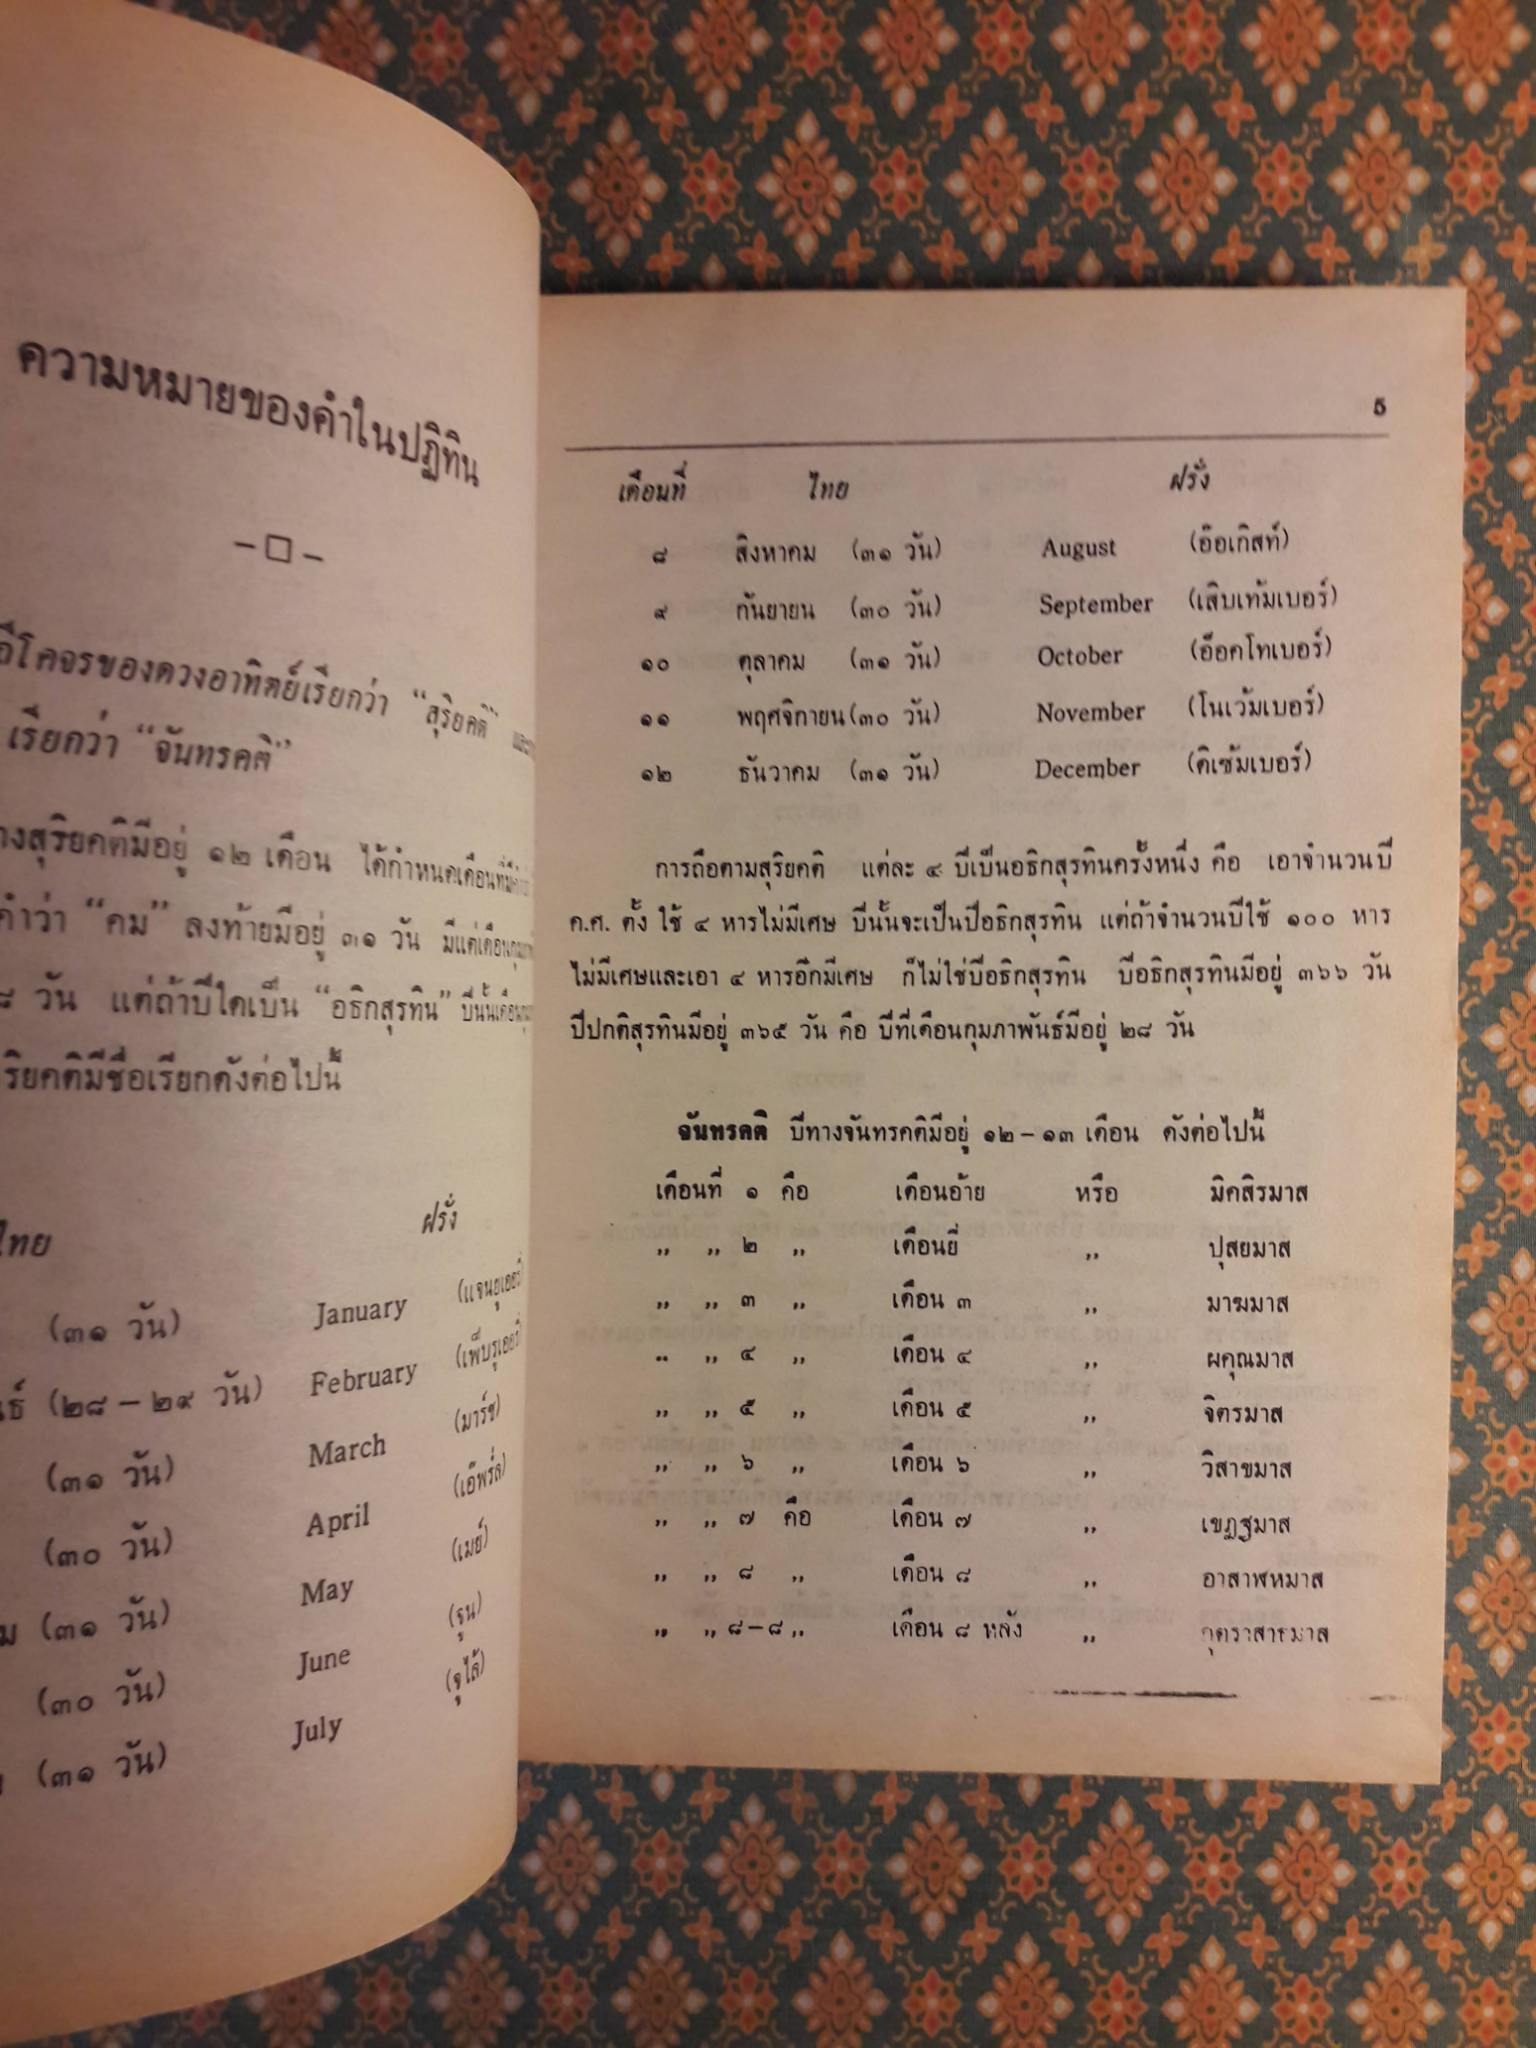 ความหมายของคำในปฏิทิน
–□–
โคจรของดวงอาทิตย์เรียกว่า “สุริยคติ”
เรียกว่า “จันทรคติ”
สุริยคติมีอยู่ ๑๒ เดือน ได้กำหนดเดือนที่มี
คำว่า “คม” ลงท้ายมีอยู่ ๓๑ วัน มีแต่เดือน
๘ วัน แต่ถ้าปีใดเป็น “อธิกสุรทิน” ปีนั้นเดือน
ริยคติมีชื่อเรียกดังต่อไปนี้
ไทย ฝรั่ง
(๓๑ วัน) January (แจนยูเออรี่)
ธ์ (๒๘ – ๒๙ วัน) February (เพ็บรูเออรี่)
(๓๑ วัน) March (มาร์ช)
(๓๐ วัน) April (เอ๊พร์ล)
ม (๓๑ วัน) May (เมย์)
(๓๐ วัน) June (จูน)
(๓๑ วัน) July (จูไล้)
5
เดือนที่ ไทย ฝรั่ง
๘ สิงหาคม (๓๑ วัน) August (อ๊อเกิสท์)
๙ กันยายน (๓๐ วัน) September (เส็บเท้มเบอร์)
๑๐ ตุลาคม (๓๑ วัน) October (อ๊อคโทเบอร์)
๑๑ พฤศจิกายน (๓๐ วัน) November (โนเว้มเบอร์)
๑๒ ธันวาคม (๓๑ วัน) December (ดิเซ้มเบอร์)
การถือตามสุริยคติ แต่ละ ๔ ปีเป็นอธิกสุรทินครั้งหนึ่ง คือ เอาจำนวนปี
ค.ศ. ตั้ง ใช้ ๔ หารไม่มีเศษ ปีนั้นจะเป็นปีอธิกสุรทิน แต่ถ้าจำนวนปีใช้ ๑๐๐ หาร
ไม่มีเศษและเอา ๔ หารอีกมีเศษ ก็ไม่ใช่ปีอธิกสุรทิน ปีอธิกสุรทินมีอยู่ ๓๖๖ วัน
ปีปกติสุรทินมีอยู่ ๓๖๕ วัน คือ ปีที่เดือนกุมภาพันธ์มีอยู่ ๒๘ วัน
จันทรคติ ปีทางจันทรคติมีอยู่ ๑๒ – ๑๓ เดือน ดังต่อไปนี้
เดือนที่ ๑ คือ เดือนอ้าย หรือ มิคสิรมาส
„ „ ๒ „ เดือนยี่ „ ปุสยมาส
„ „ ๓ „ เดือน ๓ „ มาฆมาส
„ „ ๔ „ เดือน ๔ „ ผคุณมาส
„ „ ๕ „ เดือน ๕ „ จิตรมาส
„ „ ๖ „ เดือน ๖ „ วิสาขมาส
„ „ ๗ คือ เดือน ๗ „ เชฏฐมาส
„ „ ๘ „ เดือน ๘ „ อาสาฬหมาส
„ „ ๘–๘ „ เดือน ๘ หลัง „